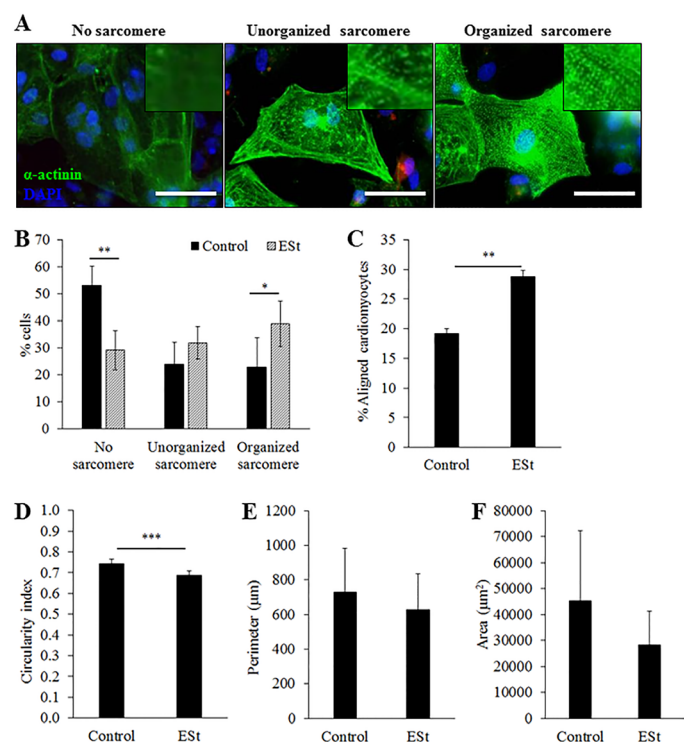 A
No sarcomere
Unorganized sarcomere
Organized sarcomere
α-actinin
DAPI
B
70
60
50
40
30
20
10
0
% cells
**
*
Control
ESt
No sarcomere
Unorganized sarcomere
Organized sarcomere
C
35
30
25
20
15
10
5
0
% Aligned cardiomyocytes
**
Control
ESt
D
1.0
0.9
0.8
0.7
0.6
0.5
0.4
0.3
0.2
0.1
0.0
Circularity index
***
Control
ESt
E
1200
1000
800
600
400
200
0
Perimeter (µm)
Control
ESt
F
80000
70000
60000
50000
40000
30000
20000
10000
0
Area (µm²)
Control
ESt